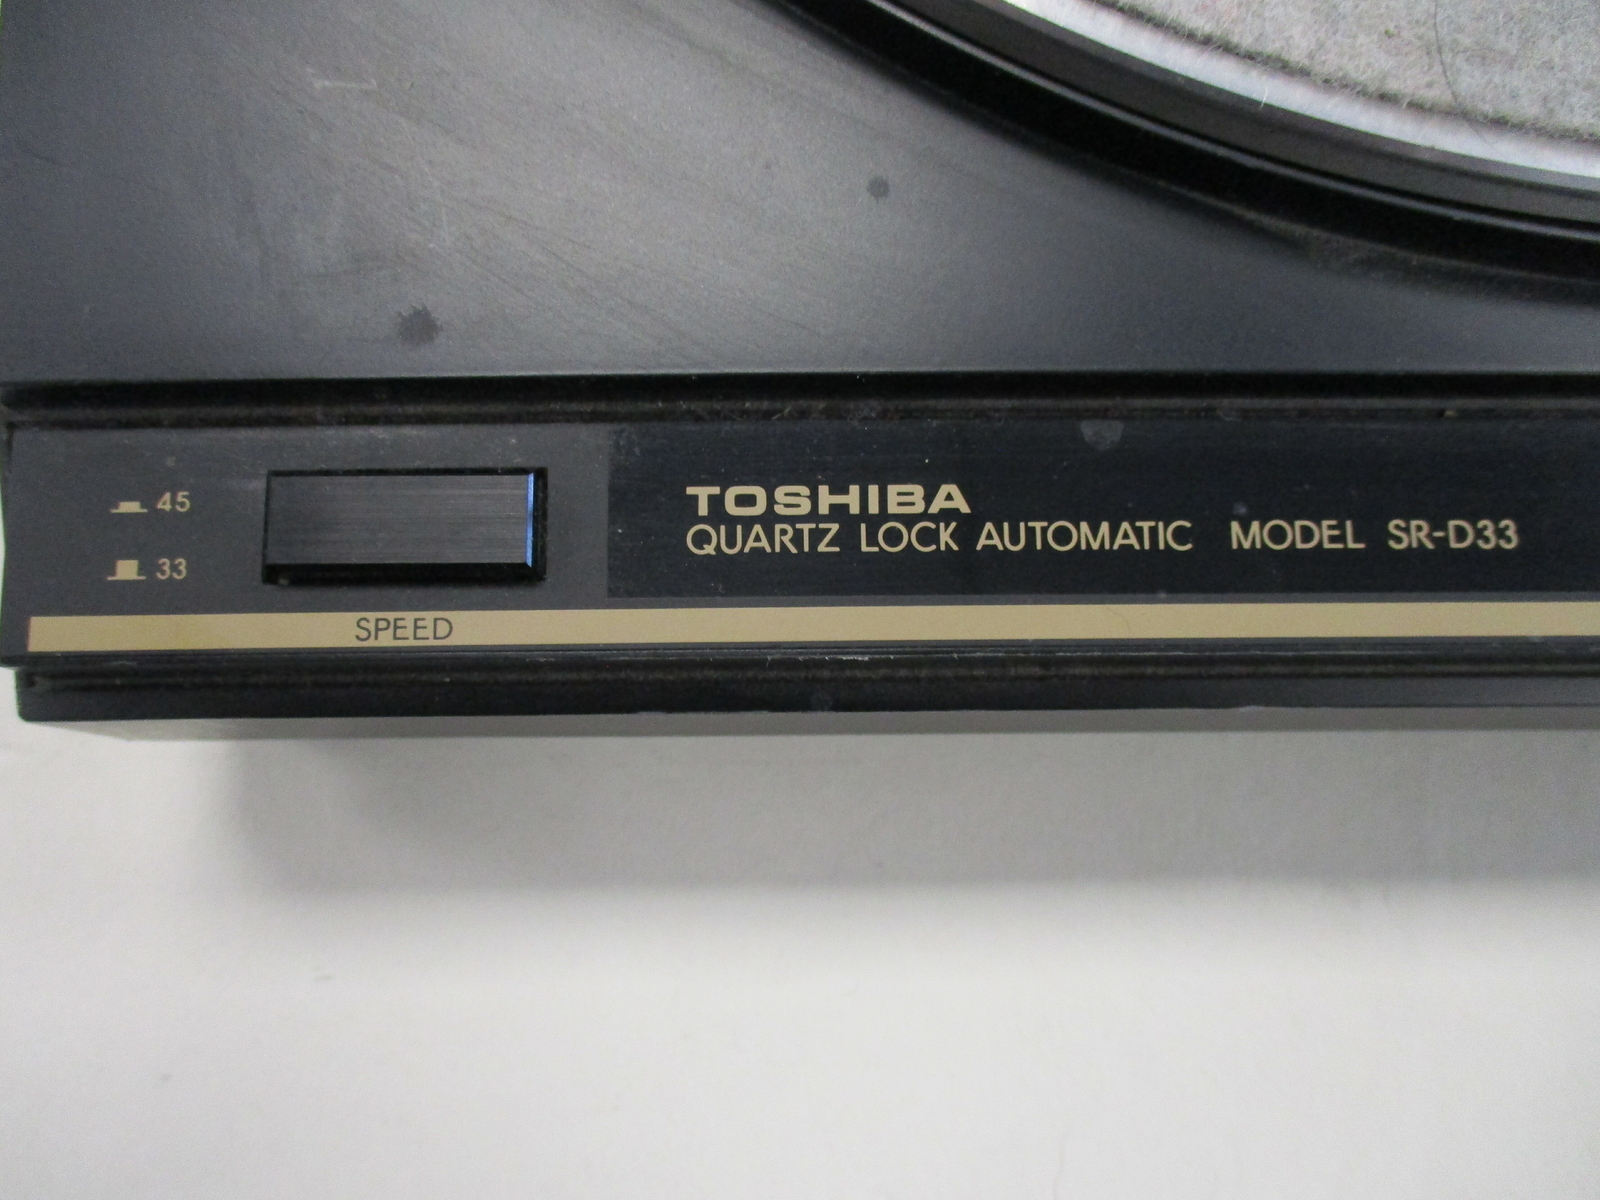 45
33
SPEED
TOSHIBA
QUARTZ LOCK AUTOMATIC MODEL SR-D33